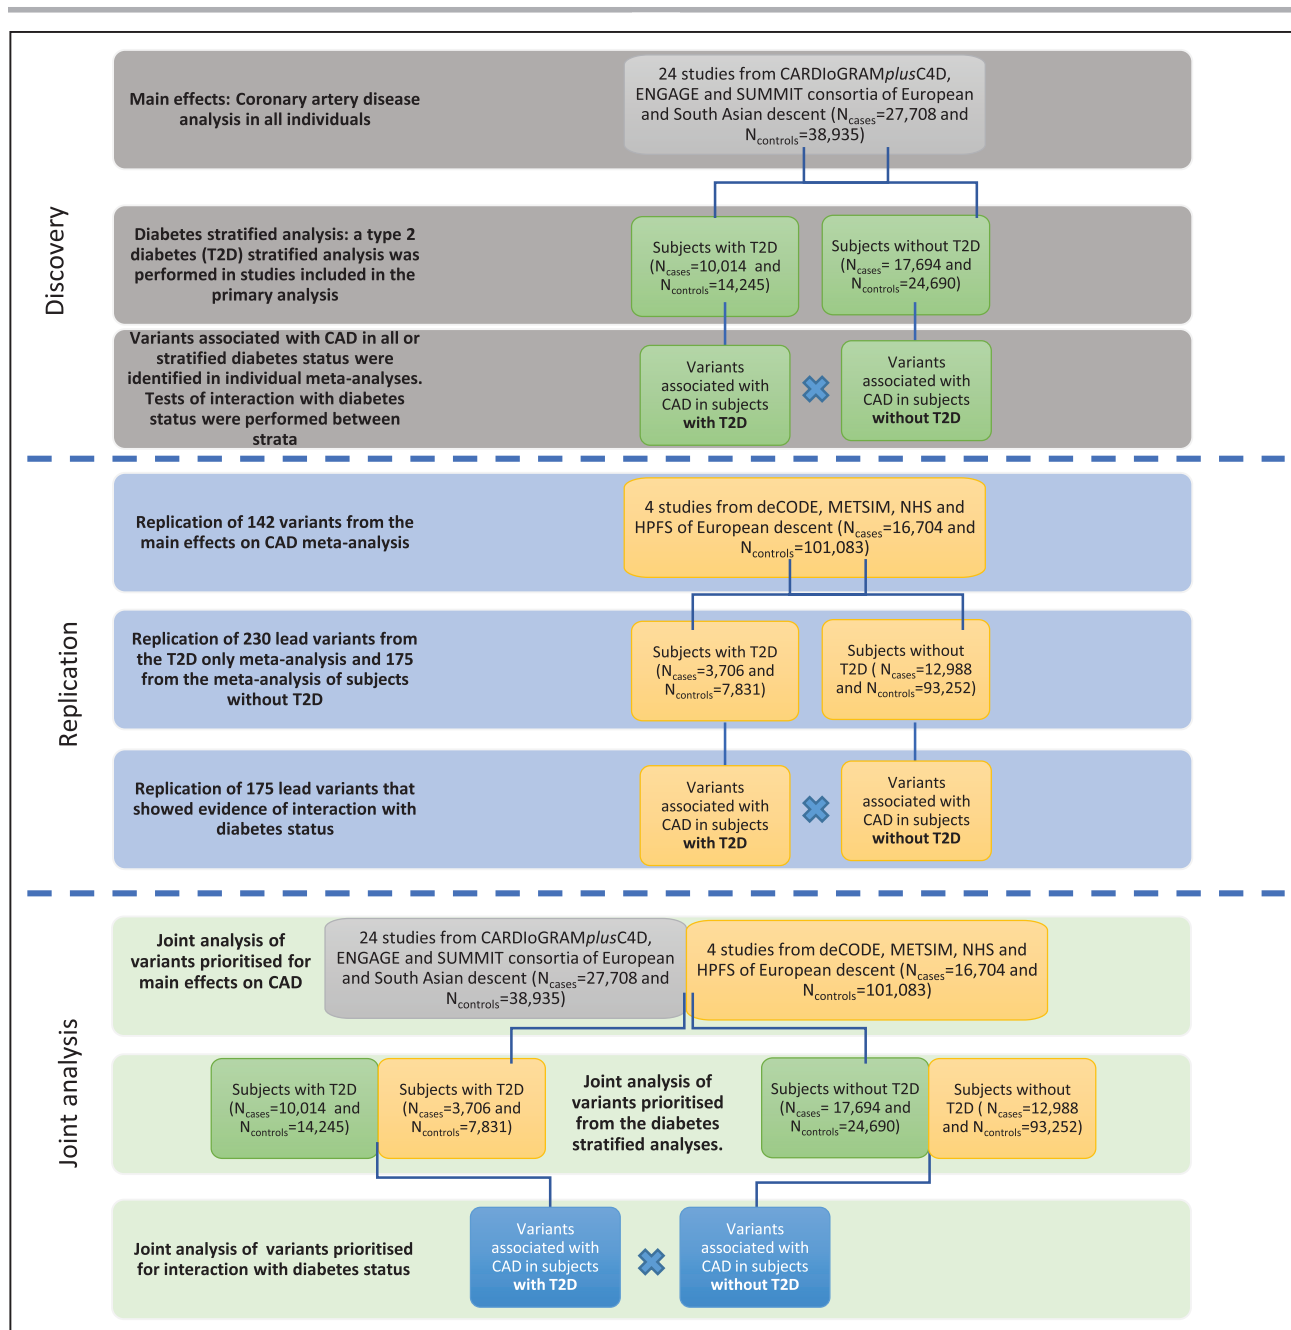 Discovery
Main effects: Coronary artery disease
analysis in all individuals
24 studies from CARDIoGRAMplusC4D,
ENGAGE and SUMMIT consortia of European
and South Asian descent (Ncases=27,708 and
Ncontrols=38,935)
Diabetes stratified analysis: a type 2
diabetes (T2D) stratified analysis was
performed in studies included in the
primary analysis
Subjects with T2D
(Ncases=10,014 and
Ncontrols=14,245)
Subjects without T2D
(Ncases= 17,694 and
Ncontrols=24,690)
Variants associated with CAD in all or
stratified diabetes status were
identified in individual meta-analyses.
Tests of interaction with diabetes
status were performed between
strata
Variants
associated with
CAD in subjects
with T2D
Variants
associated with
CAD in subjects
without T2D
Replication
Replication of 142 variants from the
main effects on CAD meta-analysis
4 studies from deCODE, METSIM, NHS and
HPFS of European descent (Ncases=16,704 and
Ncontrols=101,083)
Replication of 230 lead variants from
the T2D only meta-analysis and 175
from the meta-analysis of subjects
without T2D
Subjects with T2D
(Ncases=3,706 and
Ncontrols=7,831)
Subjects without
T2D ( Ncases=12,988
and Ncontrols=93,252)
Replication of 175 lead variants that
showed evidence of interaction with
diabetes status
Variants
associated with
CAD in subjects
with T2D
Variants
associated with
CAD in subjects
without T2D
Joint analysis
Joint analysis of
variants prioritised for
main effects on CAD
24 studies from CARDIoGRAMplusC4D,
ENGAGE and SUMMIT consortia of European
and South Asian descent (Ncases=27,708 and
Ncontrols=38,935)
4 studies from deCODE, METSIM, NHS and
HPFS of European descent (Ncases=16,704 and
Ncontrols=101,083)
Subjects with T2D
(Ncases=10,014 and
Ncontrols=14,245)
Subjects with T2D
(Ncases=3,706 and
Ncontrols=7,831)
Joint analysis of
variants prioritised
from the diabetes
stratified analyses.
Subjects without T2D
(Ncases= 17,694 and
Ncontrols=24,690)
Subjects without
T2D ( Ncases=12,988
and Ncontrols=93,252)
Joint analysis of variants prioritised
for interaction with diabetes status
Variants
associated with
CAD in subjects
with T2D
Variants
associated with
CAD in subjects
without T2D